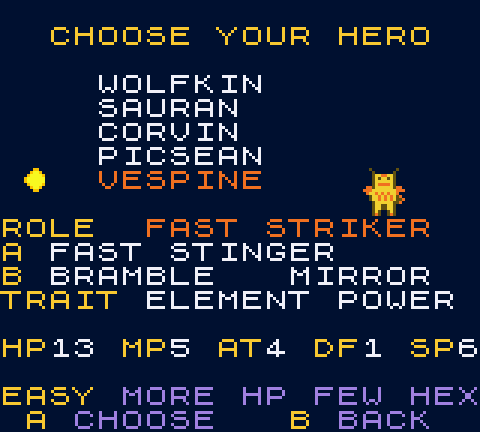 CHOOSE YOUR HERO
WOLFKIN
SAURAN
CORVIN
PICSEAN
VESPINE
ROLE FAST STRIKER
A FAST STINGER
B BRAMBLE MIRROR
TRAIT ELEMENT POWER
HP13 MP5 AT4 DF1 SP6
EASY MORE HP FEW HEX
A CHOOSE B BACK